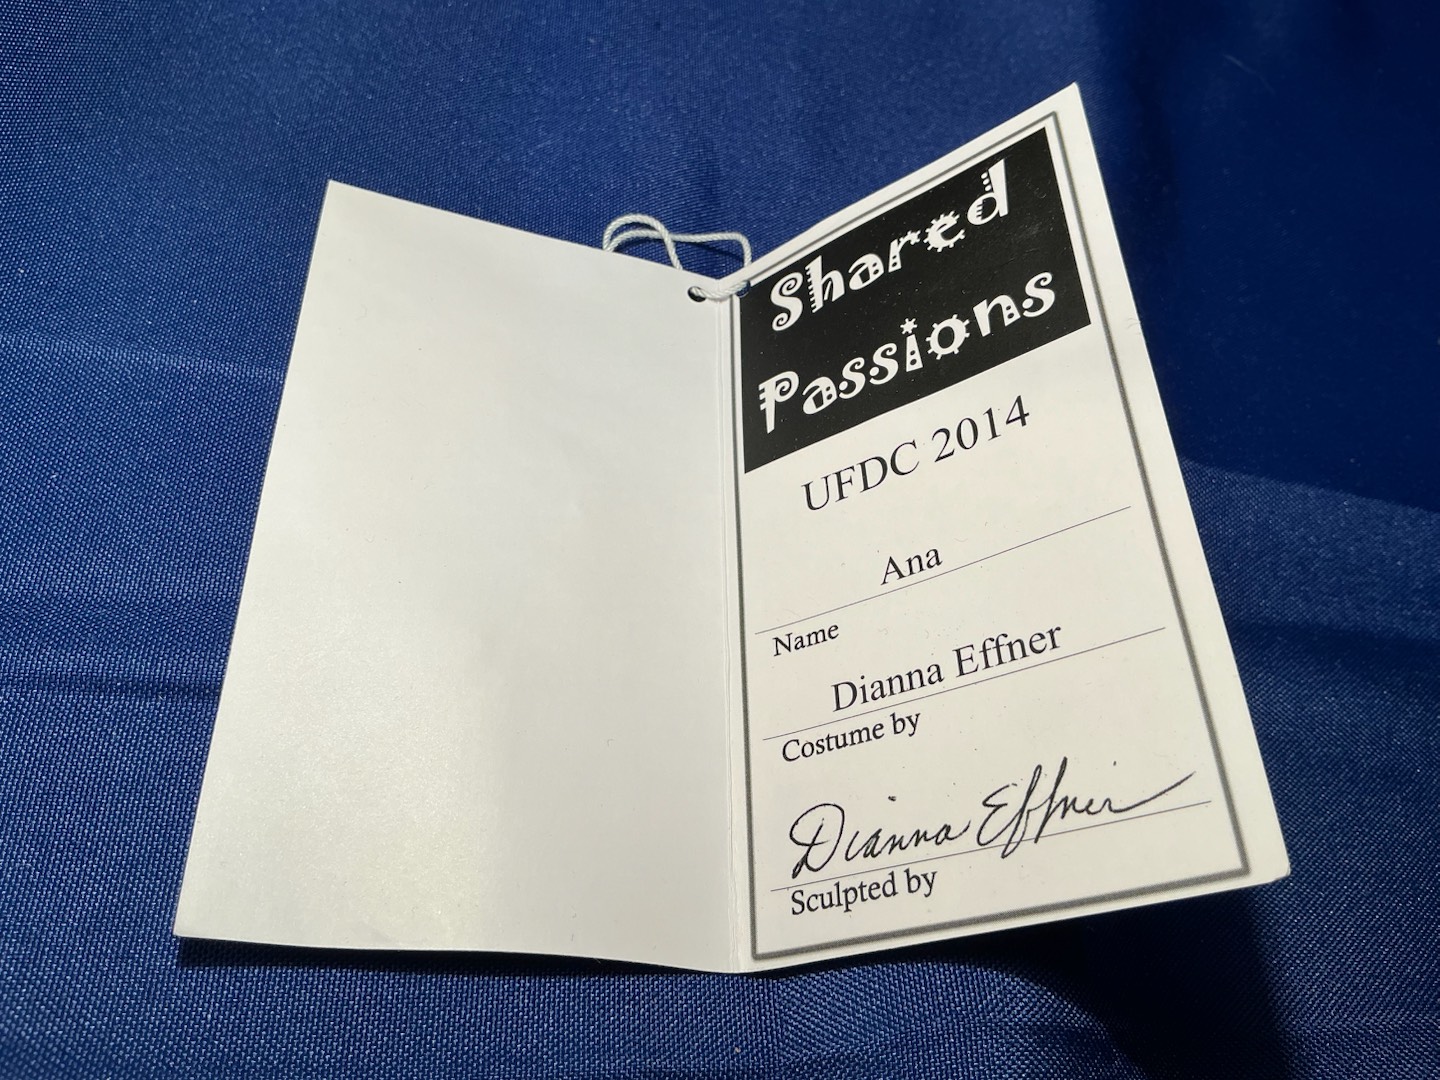 Shared
Passions
UFDC 2014
Ana
Name
Dianna Effner
Costume by
Dianna Effner
Sculpted by